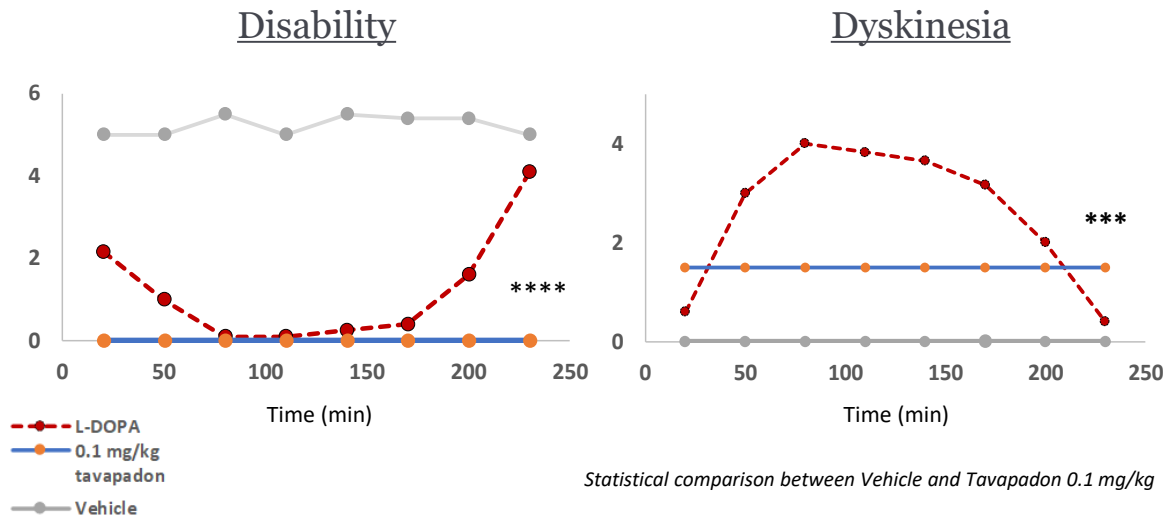 Disability
6
4
2
0
0
50
100
150
200
250
****
Time (min)
Dyskinesia
4
2
0
0
50
100
150
200
250
***
Time (min)
L-DOPA
0.1 mg/kg
tavapadon
Vehicle
Statistical comparison between Vehicle and Tavapadon 0.1 mg/kg